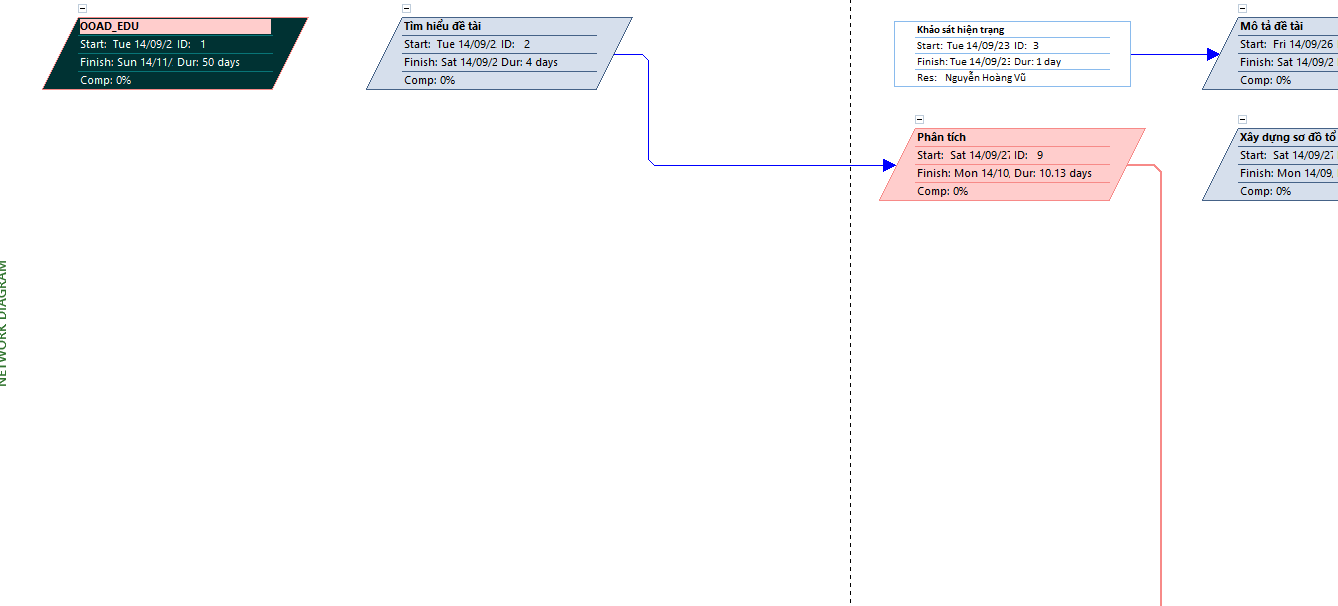 OOAD_EDU
Start: Tue 14/09/2 ID: 1
Finish: Sun 14/11/ Dur: 50 days
Comp: 0%
Tìm hiểu đề tài
Start: Tue 14/09/2 ID: 2
Finish: Sat 14/09/2 Dur: 4 days
Comp: 0%
Khảo sát hiện trạng
Start: Tue 14/09/23 ID: 3
Finish: Tue 14/09/23 Dur: 1 day
Res: Nguyễn Hoàng Vũ
Mô tả đề tài
Start: Fri 14/09/26
Finish: Sat 14/09/2
Comp: 0%
Phân tích
Start: Sat 14/09/27 ID: 9
Finish: Mon 14/10, Dur: 10.13 days
Comp: 0%
Xây dựng sơ đồ tổ
Start: Sat 14/09/27
Finish: Mon 14/09,
Comp: 0%
NETWORK DIAGRAM